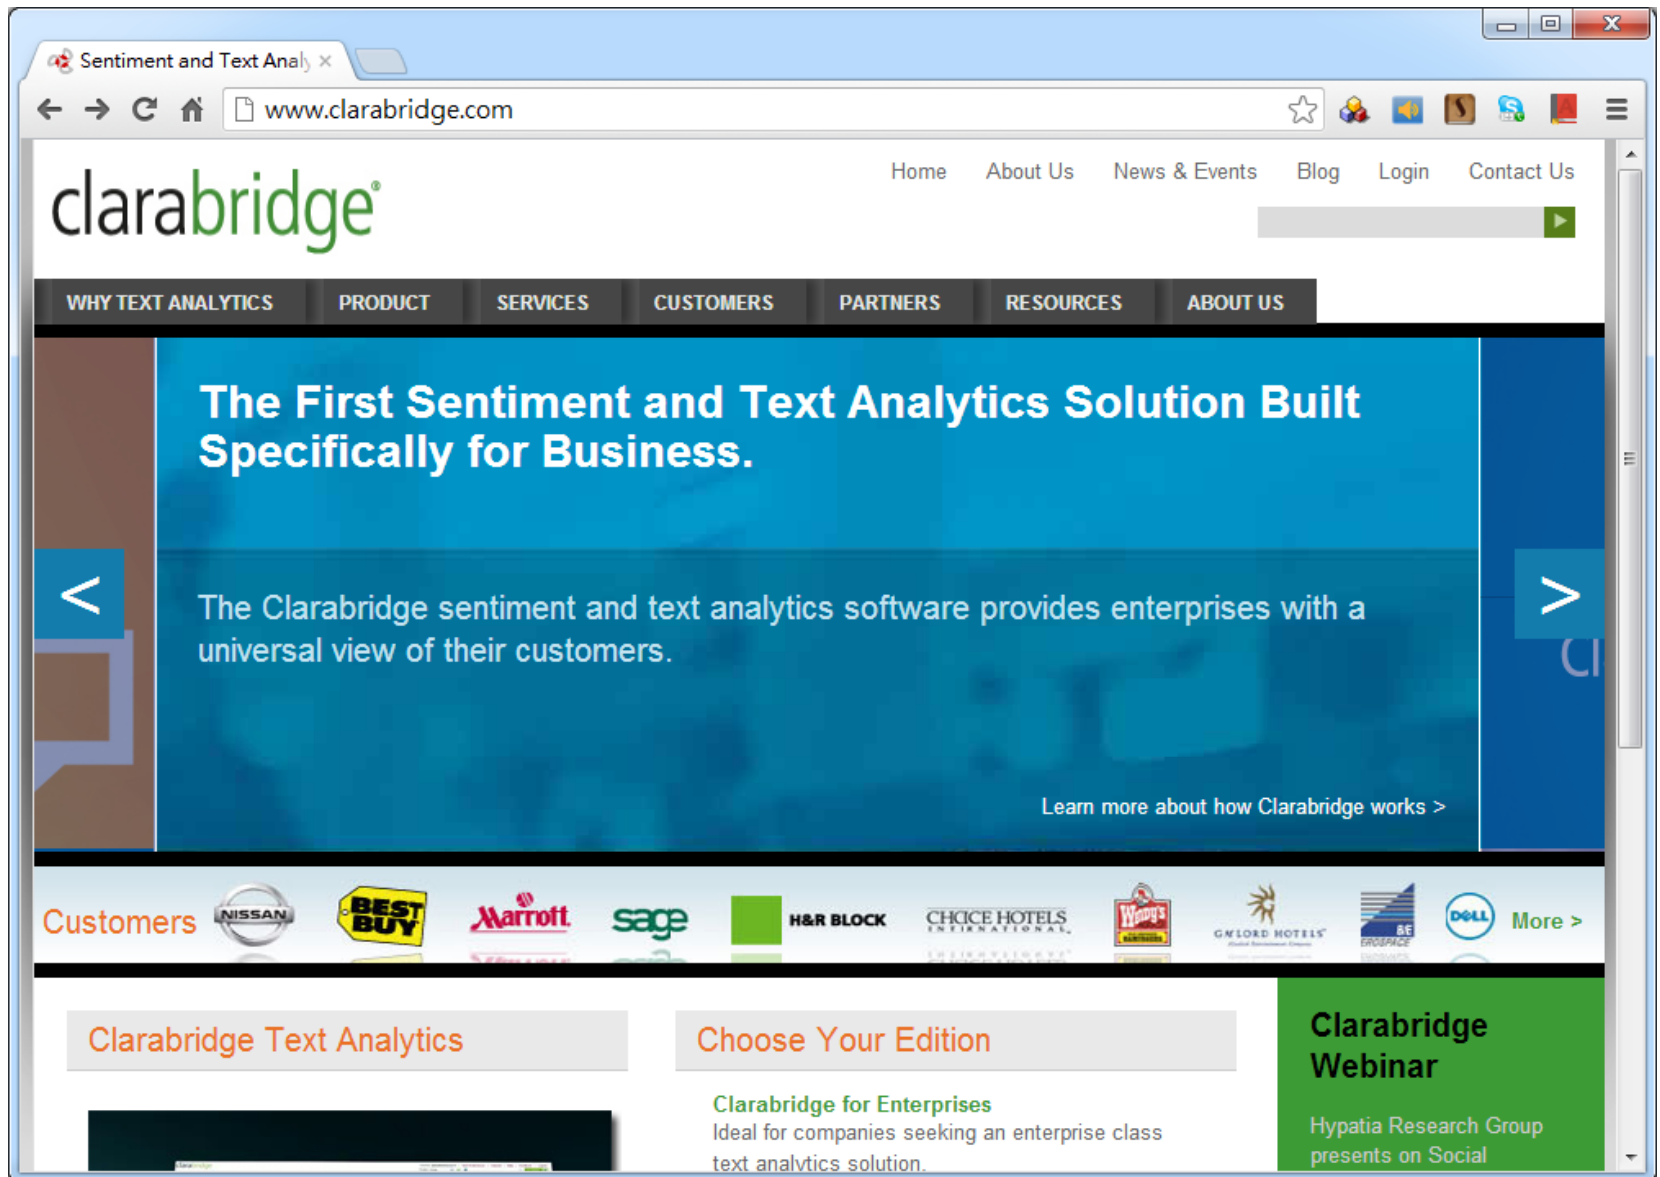 Sentiment and Text Analy
www.clarabridge.com
clarabridge®
Home About Us News & Events Blog Login Contact Us
WHY TEXT ANALYTICS PRODUCT SERVICES CUSTOMERS PARTNERS RESOURCES ABOUT US
The First Sentiment and Text Analytics Solution Built
Specifically for Business.
< >
The Clarabridge sentiment and text analytics software provides enterprises with a
universal view of their customers.
Cl
Learn more about how Clarabridge works >
Customers NISSAN BEST BUY Marriott. sage H&R BLOCK CHOICE HOTELS INTERNATIONAL. Wendy's GAYLORD HOTELS BE AEROSPACE DELL More >
Clarabridge Text Analytics
Choose Your Edition
Clarabridge for Enterprises
Ideal for companies seeking an enterprise class
text analytics solution.
Clarabridge
Webinar
Hypatia Research Group
presents on Social
clarabridge